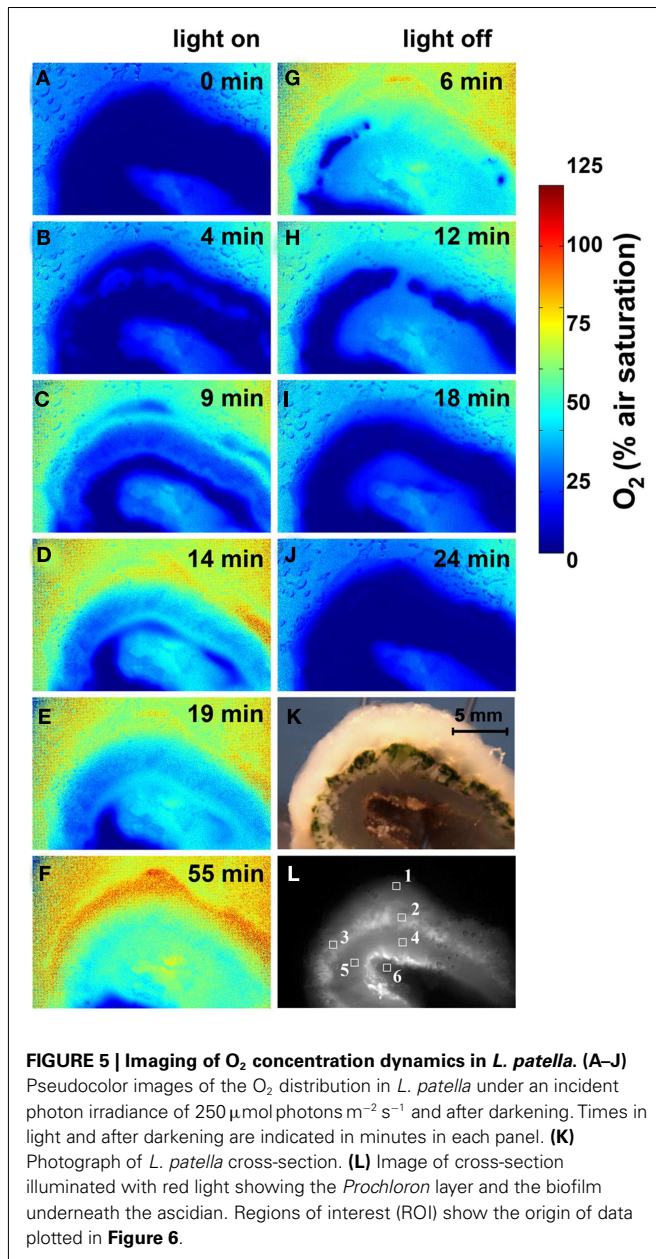 light on
light off
A
0 min
G
6 min
B
4 min
H
12 min
C
9 min
I
18 min
D
14 min
J
24 min
E
19 min
K
5 mm
F
55 min
L
1
2
3
4
5
6
125
100
75
50
25
0
O₂ (% air saturation)
FIGURE 5 | Imaging of O₂ concentration dynamics in L. patella. (A–J)
Pseudocolor images of the O₂ distribution in L. patella under an incident
photon irradiance of 250 μmol photons m⁻² s⁻¹ and after darkening. Times in
light and after darkening are indicated in minutes in each panel. (K)
Photograph of L. patella cross-section. (L) Image of cross-section
illuminated with red light showing the Prochloron layer and the biofilm
underneath the ascidian. Regions of interest (ROI) show the origin of data
plotted in Figure 6.